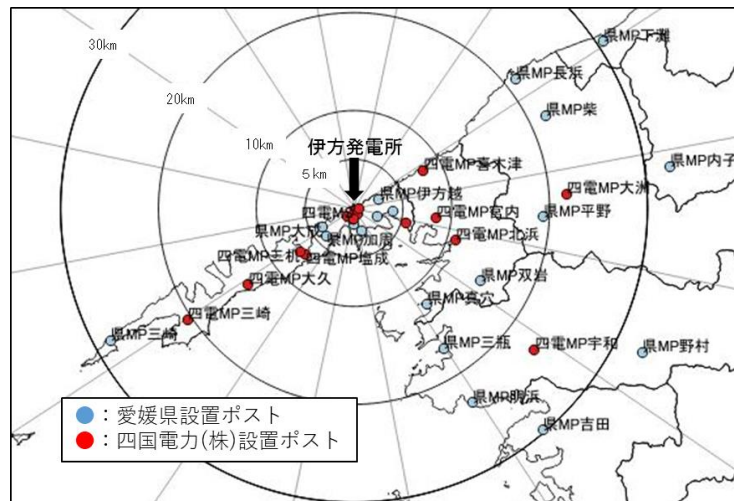 30km
20km
10km
5km
伊方発電所
県MP下灘
県MP長浜
県MP柴
県MP内子
四電MP喜木津
県MP伊方越
四電MP大洲
四電MP
四電MP宮内
県MP平野
県MP大成
県MP加周
四電MP北浜
四電MP三机
四電MP塩成
四電MP大久
県MP双岩
県MP真穴
四電MP三崎
県MP三崎
県MP三瓶
四電MP宇和
県MP野村
県MP明浜
県MP吉田
●：愛媛県設置ポスト
●：四国電力(株)設置ポスト